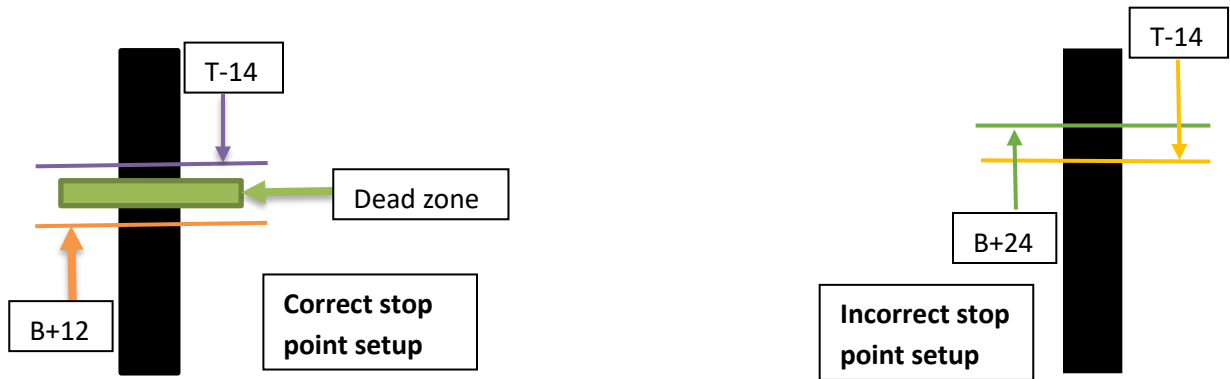 T-14
Dead zone
B+12
Correct stop
point setup
T-14
B+24
Incorrect stop
point setup